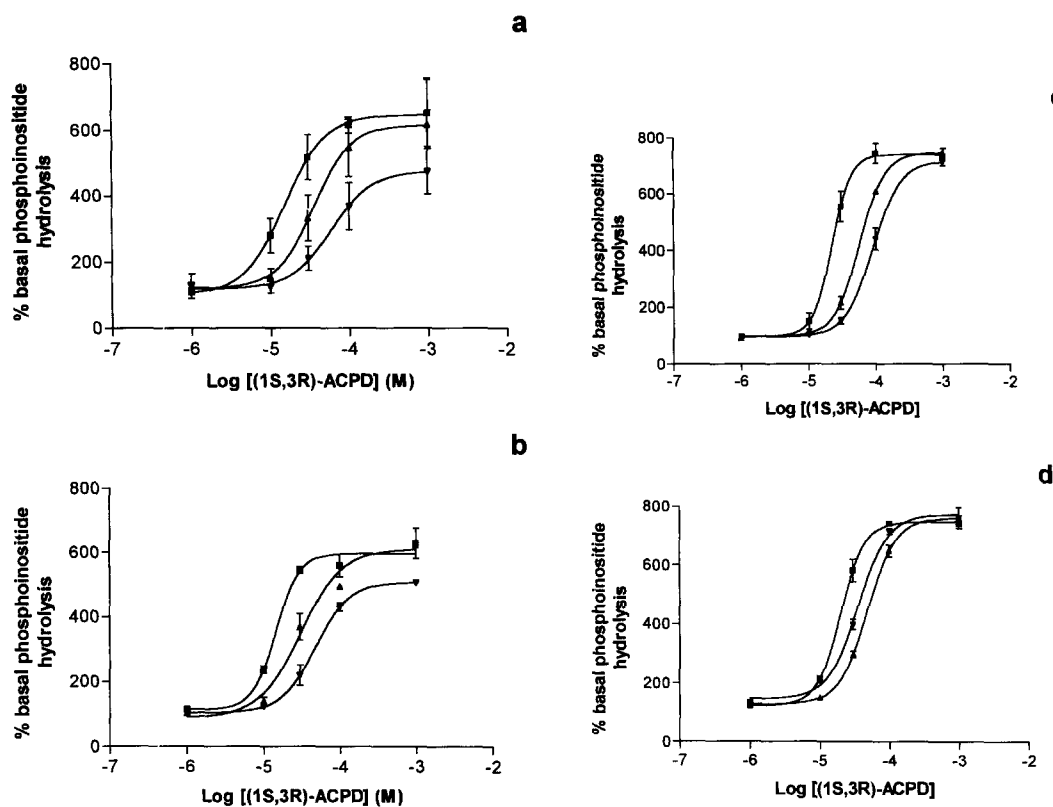 a
800
600
400
200
0
-7 -6 -5 -4 -3 -2
% basal phosphoinositide
hydrolysis
Log [(1S,3R)-ACPD] (M)
800
600
400
200
0
-7 -6 -5 -4 -3 -2
% basal phosphoinositide
hydrolysis
Log [(1S,3R)-ACPD]
b
800
600
400
200
0
-7 -6 -5 -4 -3 -2
% basal phosphoinositide
hydrolysis
Log [(1S,3R)-ACPD] (M)
d
800
600
400
200
0
-7 -6 -5 -4 -3 -2
% basal phosphoinositide
hydrolysis
Log [(1S,3R)-ACPD]